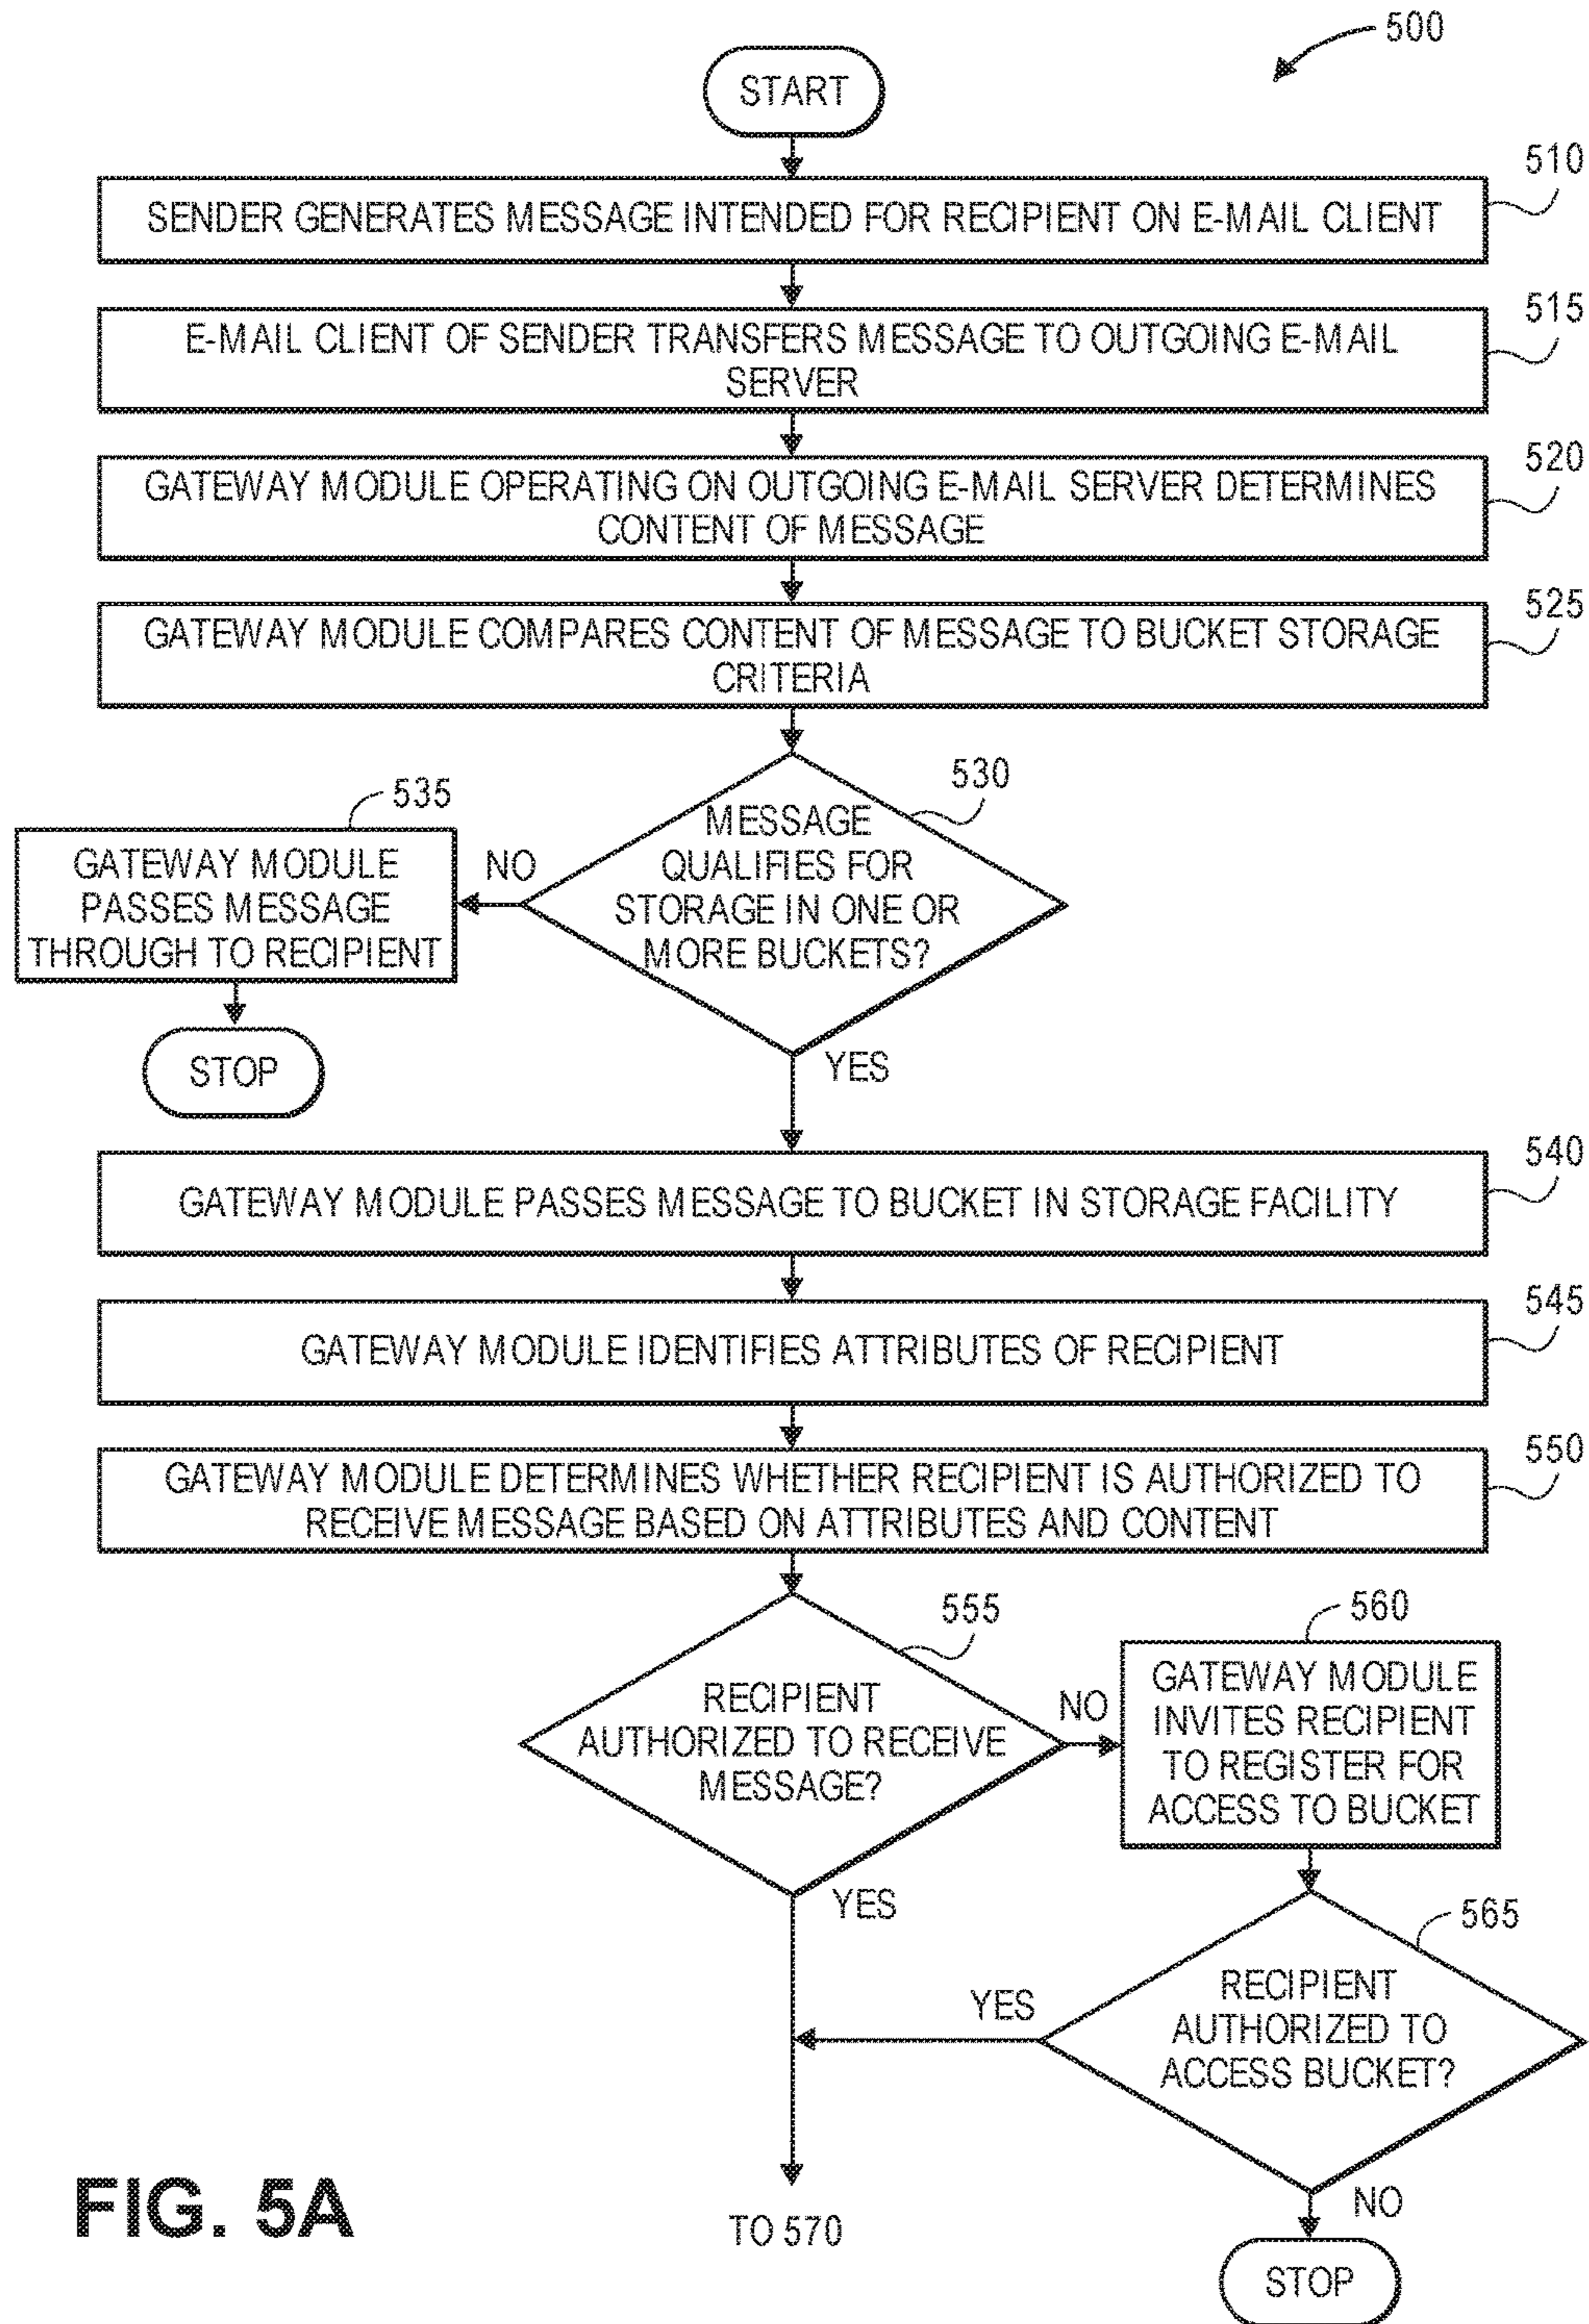 500
START
510
SENDER GENERATES MESSAGE INTENDED FOR RECIPIENT ON E-MAIL CLIENT
515
E-MAIL CLIENT OF SENDER TRANSFERS MESSAGE TO OUTGOING E-MAIL
SERVER
520
GATEWAY MODULE OPERATING ON OUTGOING E-MAIL SERVER DETERMINES
CONTENT OF MESSAGE
525
GATEWAY MODULE COMPARES CONTENT OF MESSAGE TO BUCKET STORAGE
CRITERIA
530
MESSAGE
QUALIFIES FOR
STORAGE IN ONE OR
MORE BUCKETS?
NO
535
GATEWAY MODULE
PASSES MESSAGE
THROUGH TO RECIPIENT
STOP
YES
540
GATEWAY MODULE PASSES MESSAGE TO BUCKET IN STORAGE FACILITY
545
GATEWAY MODULE IDENTIFIES ATTRIBUTES OF RECIPIENT
550
GATEWAY MODULE DETERMINES WHETHER RECIPIENT IS AUTHORIZED TO
RECEIVE MESSAGE BASED ON ATTRIBUTES AND CONTENT
555
RECIPIENT
AUTHORIZED TO RECEIVE
MESSAGE?
NO
560
GATEWAY MODULE
INVITES RECIPIENT
TO REGISTER FOR
ACCESS TO BUCKET
YES
565
RECIPIENT
AUTHORIZED TO
ACCESS BUCKET?
YES
NO
STOP
TO 570
FIG. 5A